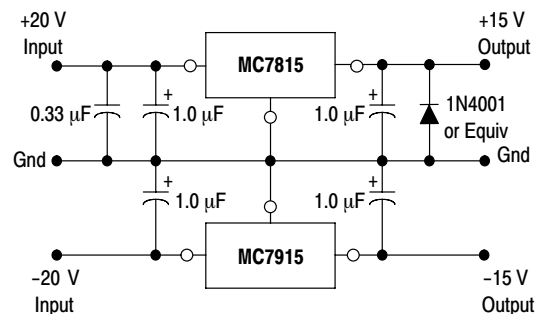 +20 V
Input
+15 V
Output
MC7815
+
+
0.33 μF
1.0 μF
1.0 μF
1N4001
or Equiv
Gnd
Gnd
+
+
1.0 μF
1.0 μF
MC7915
−20 V
Input
−15 V
Output